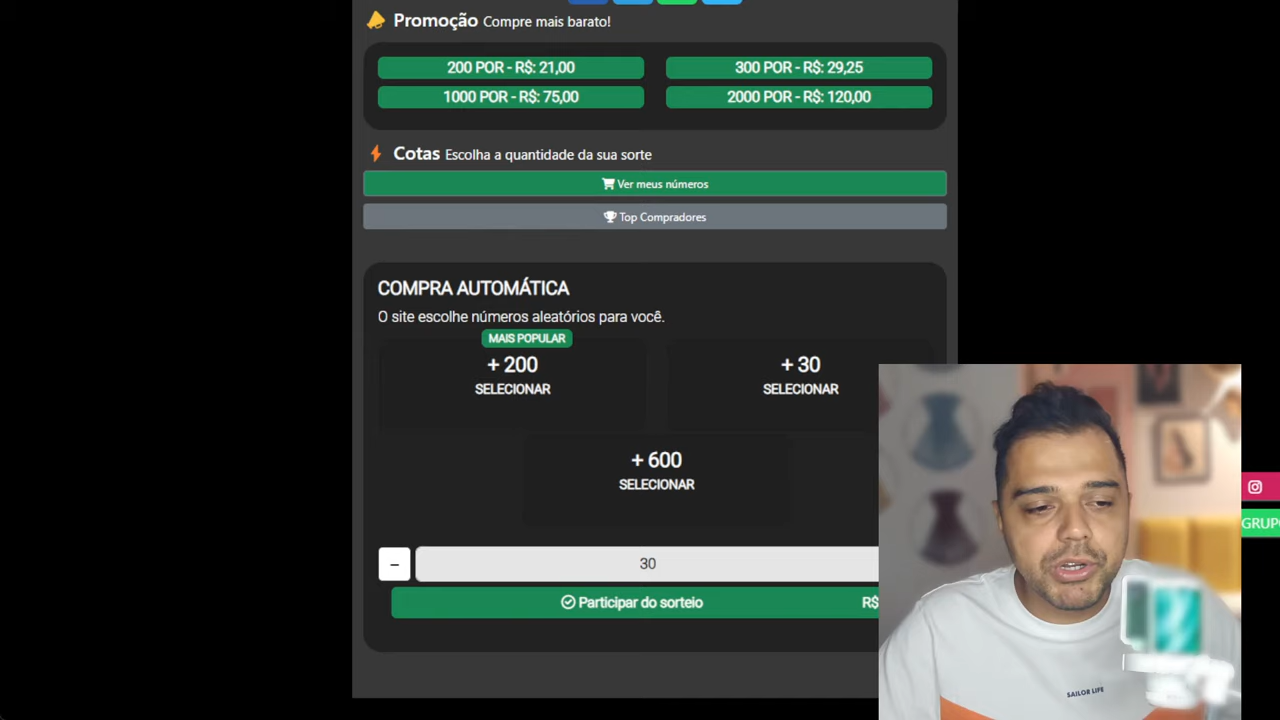 Promoção Compre mais barato!
200 POR - R$: 21,00
300 POR - R$: 29,25
1000 POR - R$: 75,00
2000 POR - R$: 120,00
Cotas Escolha a quantidade da sua sorte
Ver meus números
Top Compradores
COMPRA AUTOMÁTICA
O site escolhe números aleatórios para você.
MAIS POPULAR
+ 200
SELECIONAR
+ 30
SELECIONAR
+ 600
SELECIONAR
− 30
Participar do sorteio R$
GRUPO
SAILOR LIFE